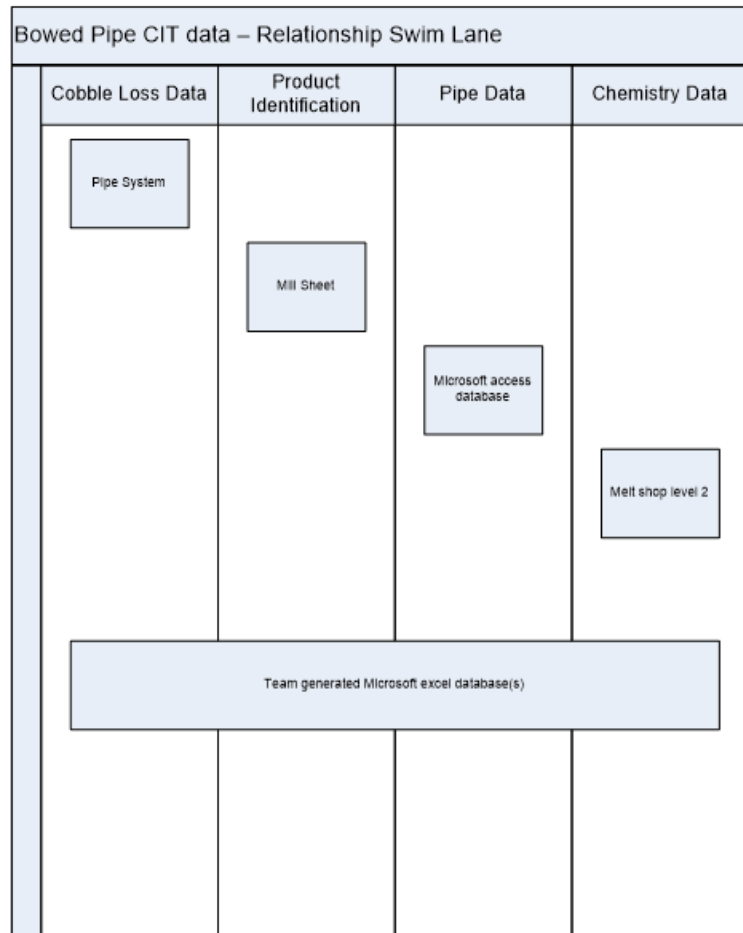 Bowed Pipe CIT data – Relationship Swim Lane
Cobble Loss Data
Product
Identification
Pipe Data
Chemistry Data
Pipe System
Mill Sheet
Microsoft access
database
Melt shop level 2
Team generated Microsoft excel database(s)